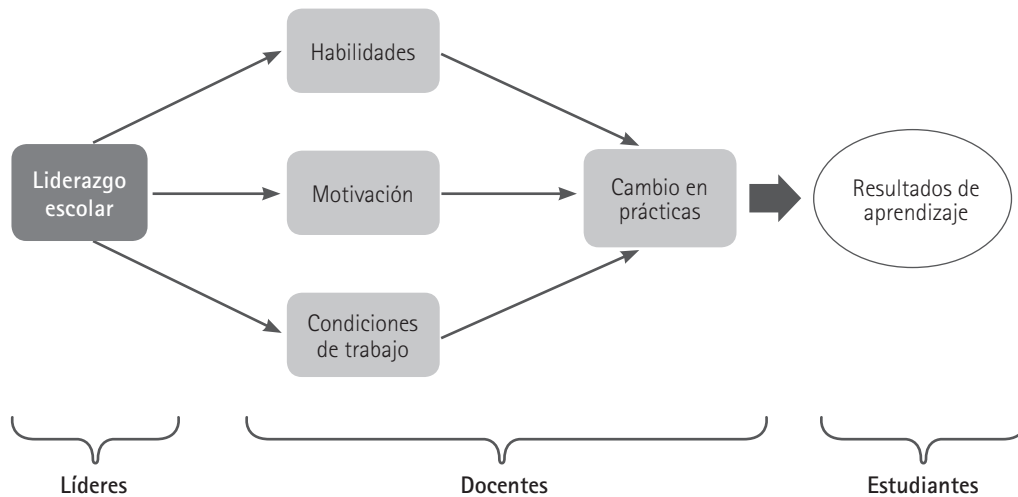 Habilidades
Liderazgo
escolar
Motivación
Cambio en
prácticas
Resultados de
aprendizaje
Condiciones
de trabajo
Líderes
Docentes
Estudiantes